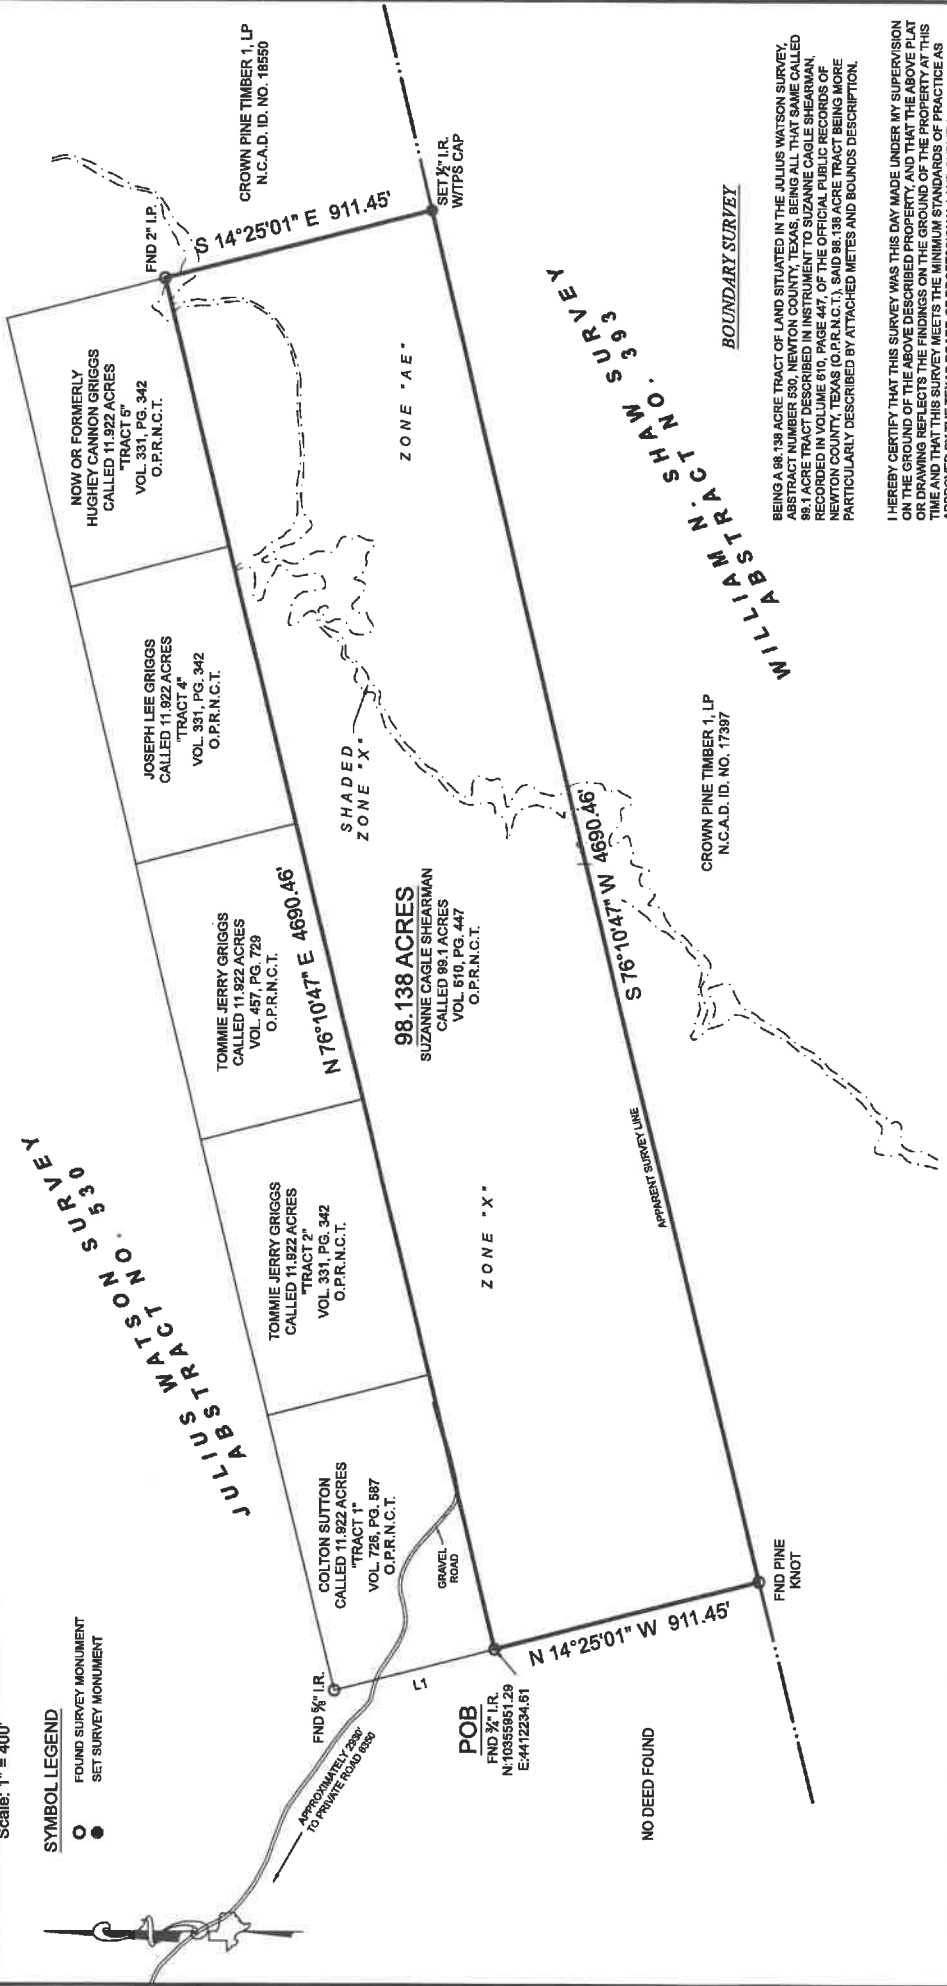 Scale: 1" = 400'
SYMBOL LEGEND
FOUND SURVEY MONUMENT
SET SURVEY MONUMENT
JULIUS WATSON SURVEY
ABSTRACT NO. 530
NOW OR FORMERLY
HUGHEY CANNON GRIGGS
CALLED 11.922 ACRES
"TRACT 5"
VOL. 331, PG. 342
O.P.R.N.C.T.
JOSEPH LEE GRIGGS
CALLED 11.922 ACRES
"TRACT 4"
VOL. 331, PG. 342
O.P.R.N.C.T.
TOMMIE JERRY GRIGGS
CALLED 11.922 ACRES
VOL. 457, PG. 729
O.P.R.N.C.T.
TOMMIE JERRY GRIGGS
CALLED 11.922 ACRES
"TRACT 2"
VOL. 331, PG. 342
O.P.R.N.C.T.
COLTON SUTTON
CALLED 11.922 ACRES
"TRACT 1"
VOL. 726, PG. 587
O.P.R.N.C.T.
GRAVEL
ROAD
FND ⅝" I.R.
L1
APPROXIMATELY 2930'
TO PRIVATE ROAD 6350
POB
FND ¾" I.R.
N:10355951.29
E:4412234.61
N 14°25'01" W 911.45'
FND PINE
KNOT
NO DEED FOUND
N 76°10'47" E 4690.46'
98.138 ACRES
SUZANNE CAGLE SHEARMAN
CALLED 99.1 ACRES
VOL. 610, PG. 447
O.P.R.N.C.T.
ZONE "X"
SHADED
ZONE "X"
ZONE "AE"
FND 2" I.P.
S 14°25'01" E 911.45'
CROWN PINE TIMBER 1, LP
N.C.A.D. ID. NO. 18550
SET ½" I.R.
W/TPS CAP
S 76°10'47" W 4690.46'
APPARENT SURVEY LINE
CROWN PINE TIMBER 1, LP
N.C.A.D. ID. NO. 17397
WILLIAM N. SHAW SURVEY
ABSTRACT NO. 393
BOUNDARY SURVEY
BEING A 98.138 ACRE TRACT OF LAND SITUATED IN THE JULIUS WATSON SURVEY,
ABSTRACT NUMBER 530, NEWTON COUNTY, TEXAS, BEING ALL THAT SAME CALLED
99.1 ACRE TRACT DESCRIBED IN INSTRUMENT TO SUZANNE CAGLE SHEARMAN,
RECORDED IN VOLUME 610, PAGE 447, OF THE OFFICIAL PUBLIC RECORDS OF
NEWTON COUNTY, TEXAS (O.P.R.N.C.T.), SAID 98.138 ACRE TRACT BEING MORE
PARTICULARLY DESCRIBED BY ATTACHED METES AND BOUNDS DESCRIPTION.
I HEREBY CERTIFY THAT THIS SURVEY WAS THIS DAY MADE UNDER MY SUPERVISION
ON THE GROUND OF THE ABOVE DESCRIBED PROPERTY, AND THAT THE ABOVE PLAT
OR DRAWING REFLECTS THE FINDINGS ON THE GROUND OF THE PROPERTY AT THIS
TIME AND THAT THIS SURVEY MEETS THE MINIMUM STANDARDS OF PRACTICE AS